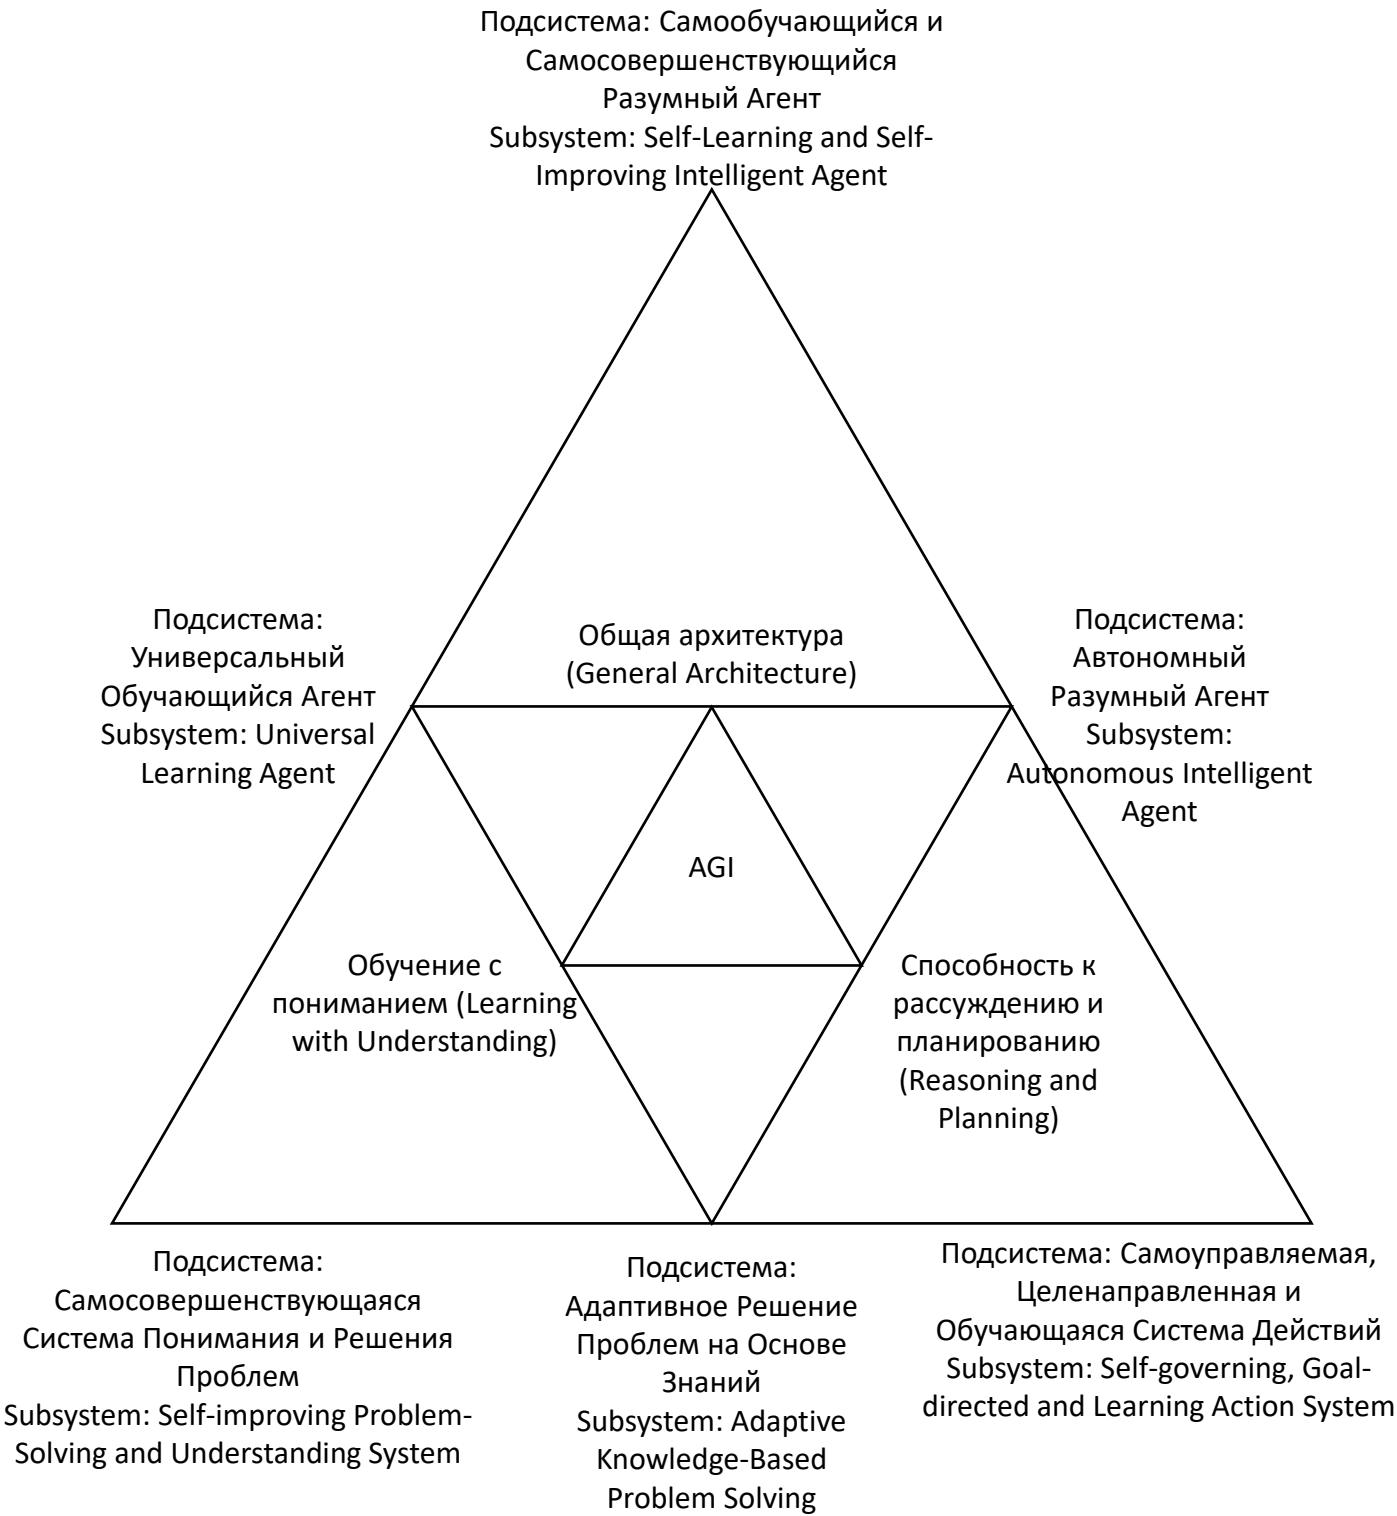 Подсистема: Самообучающийся и
Самосовершенствующийся
Разумный Агент
Subsystem: Self-Learning and Self-
Improving Intelligent Agent
Подсистема:
Универсальный
Обучающийся Агент
Subsystem: Universal
Learning Agent
Общая архитектура
(General Architecture)
Подсистема:
Автономный
Разумный Агент
Subsystem:
Autonomous Intelligent
Agent
AGI
Обучение с
пониманием (Learning
with Understanding)
Способность к
рассуждению и
планированию
(Reasoning and
Planning)
Подсистема:
Самосовершенствующаяся
Система Понимания и Решения
Проблем
Subsystem: Self-improving Problem-
Solving and Understanding System
Подсистема:
Адаптивное Решение
Проблем на Основе
Знаний
Subsystem: Adaptive
Knowledge-Based
Problem Solving
Подсистема: Самоуправляемая,
Целенаправленная и
Обучающаяся Система Действий
Subsystem: Self-governing, Goal-
directed and Learning Action System